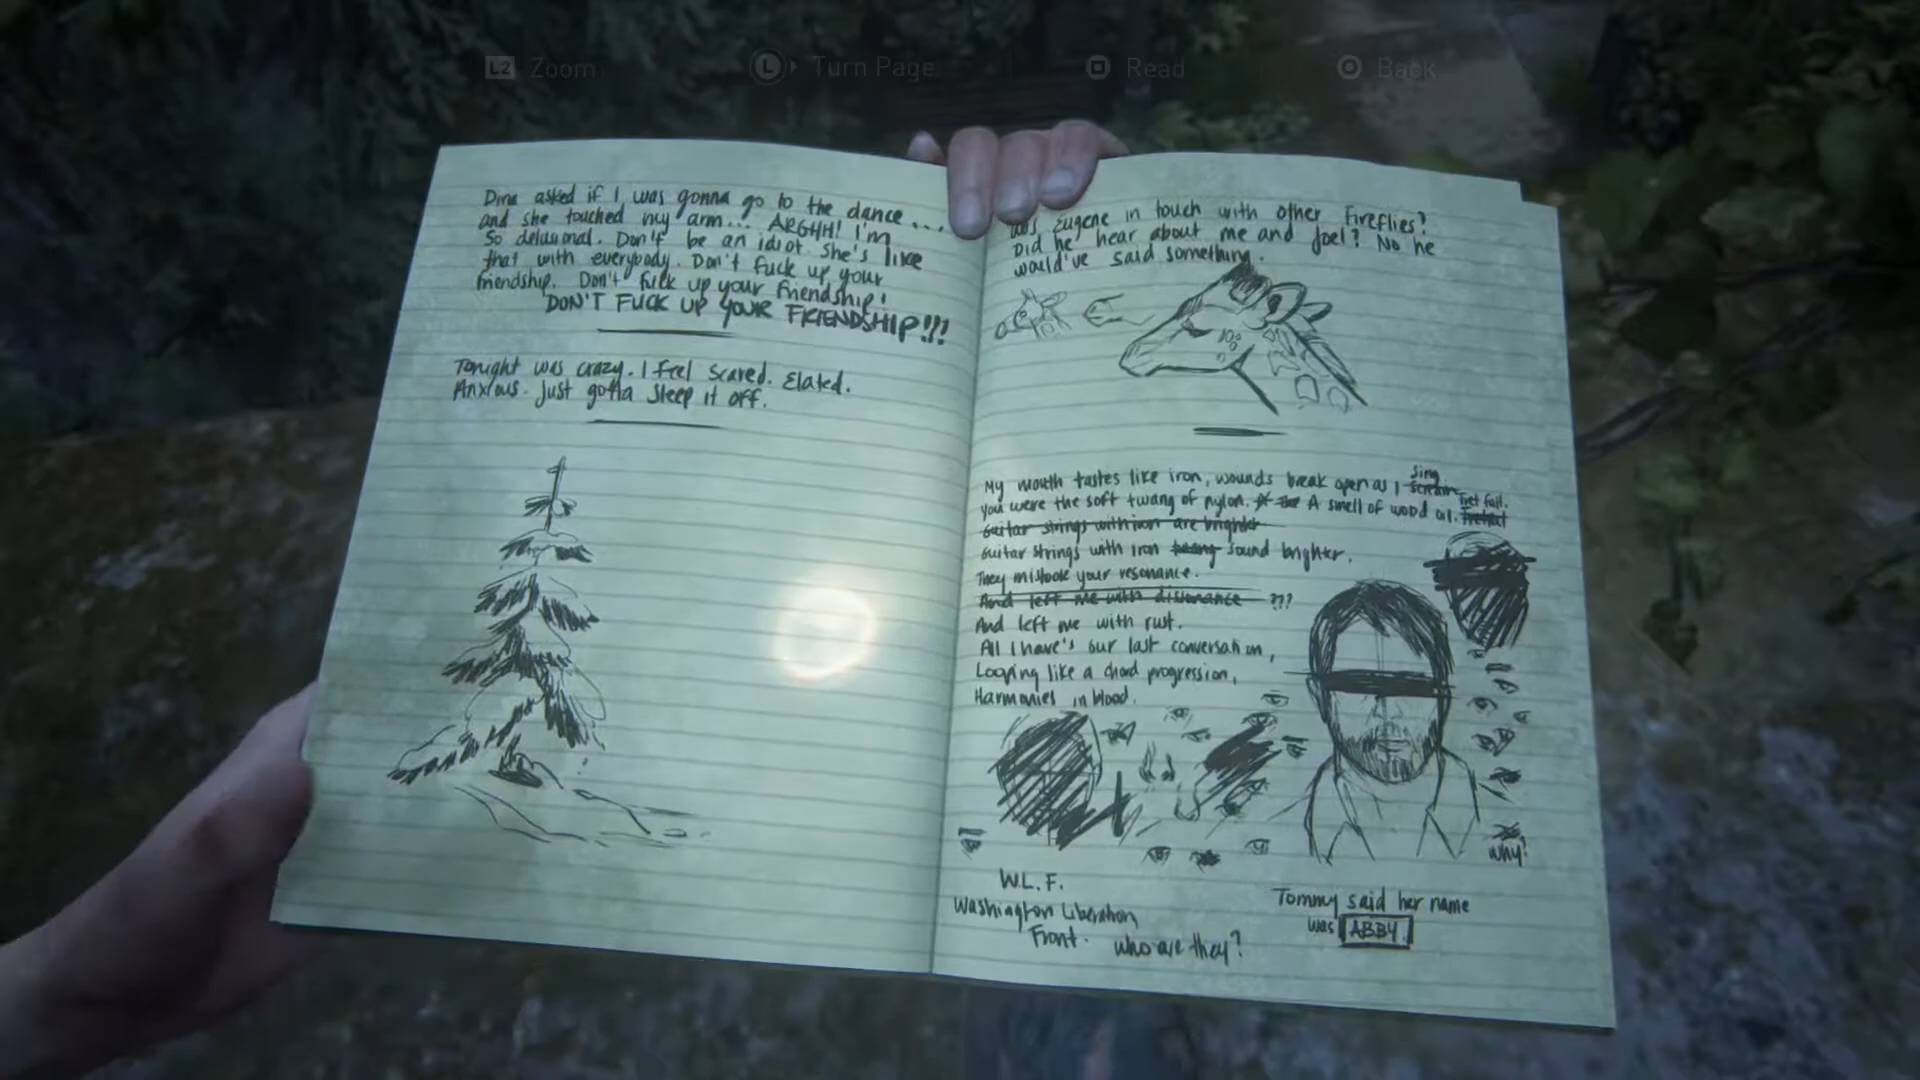 L2 Zoom
L Turn Page
Read
Back
Dina asked if I was gonna go to the dance...
and she touched my arm... ARGHH! I'm
so delusional. Don't be an idiot. She's like
that with everybody. Don't fuck up your
friendship. Don't fuck up your friendship!
DON'T FUCK UP YOUR FRIENDSHIP!!!
Tonight was crazy. I feel scared. Elated.
Anxious. Just gotta sleep it off.
Was Eugene in touch with other Fireflies?
Did he hear about me and Joel? No he
would've said something.
My mouth tastes like iron, wounds break open as I scream sing
You were the soft twang of nylon. A smell of wood oil. fret fall.
Guitar strings with iron are brighter
Guitar strings with iron sound brighter.
They mistook your resonance.
And left me with dissonance ???
And left me with rust.
All I have's our last conversation,
Looping like a chord progression,
Harmonies in blood.
why?
W.L.F.
Washington Liberation
Front. who are they?
Tommy said her name
was ABBY.